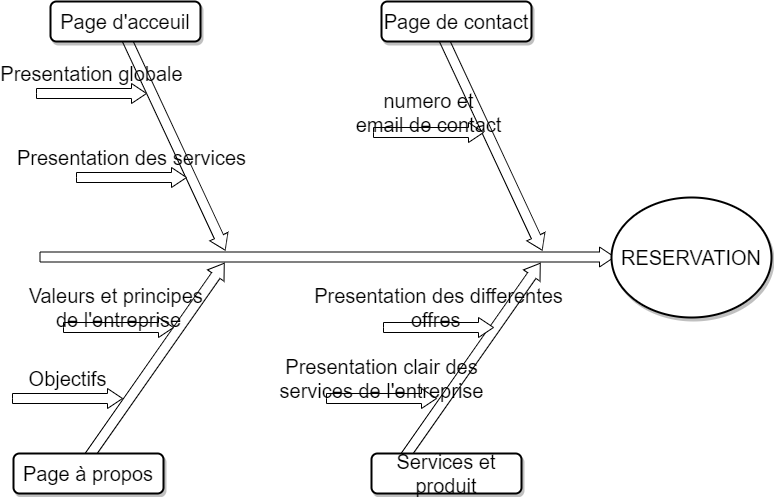 Page d'acceuil
Page de contact
Presentation globale
numero et
email de contact
Presentation des services
RESERVATION
Valeurs et principes
de l'entreprise
Presentation des differentes
offres
Objectifs
Presentation clair des
services de l'entreprise
Page à propos
Services et
produit